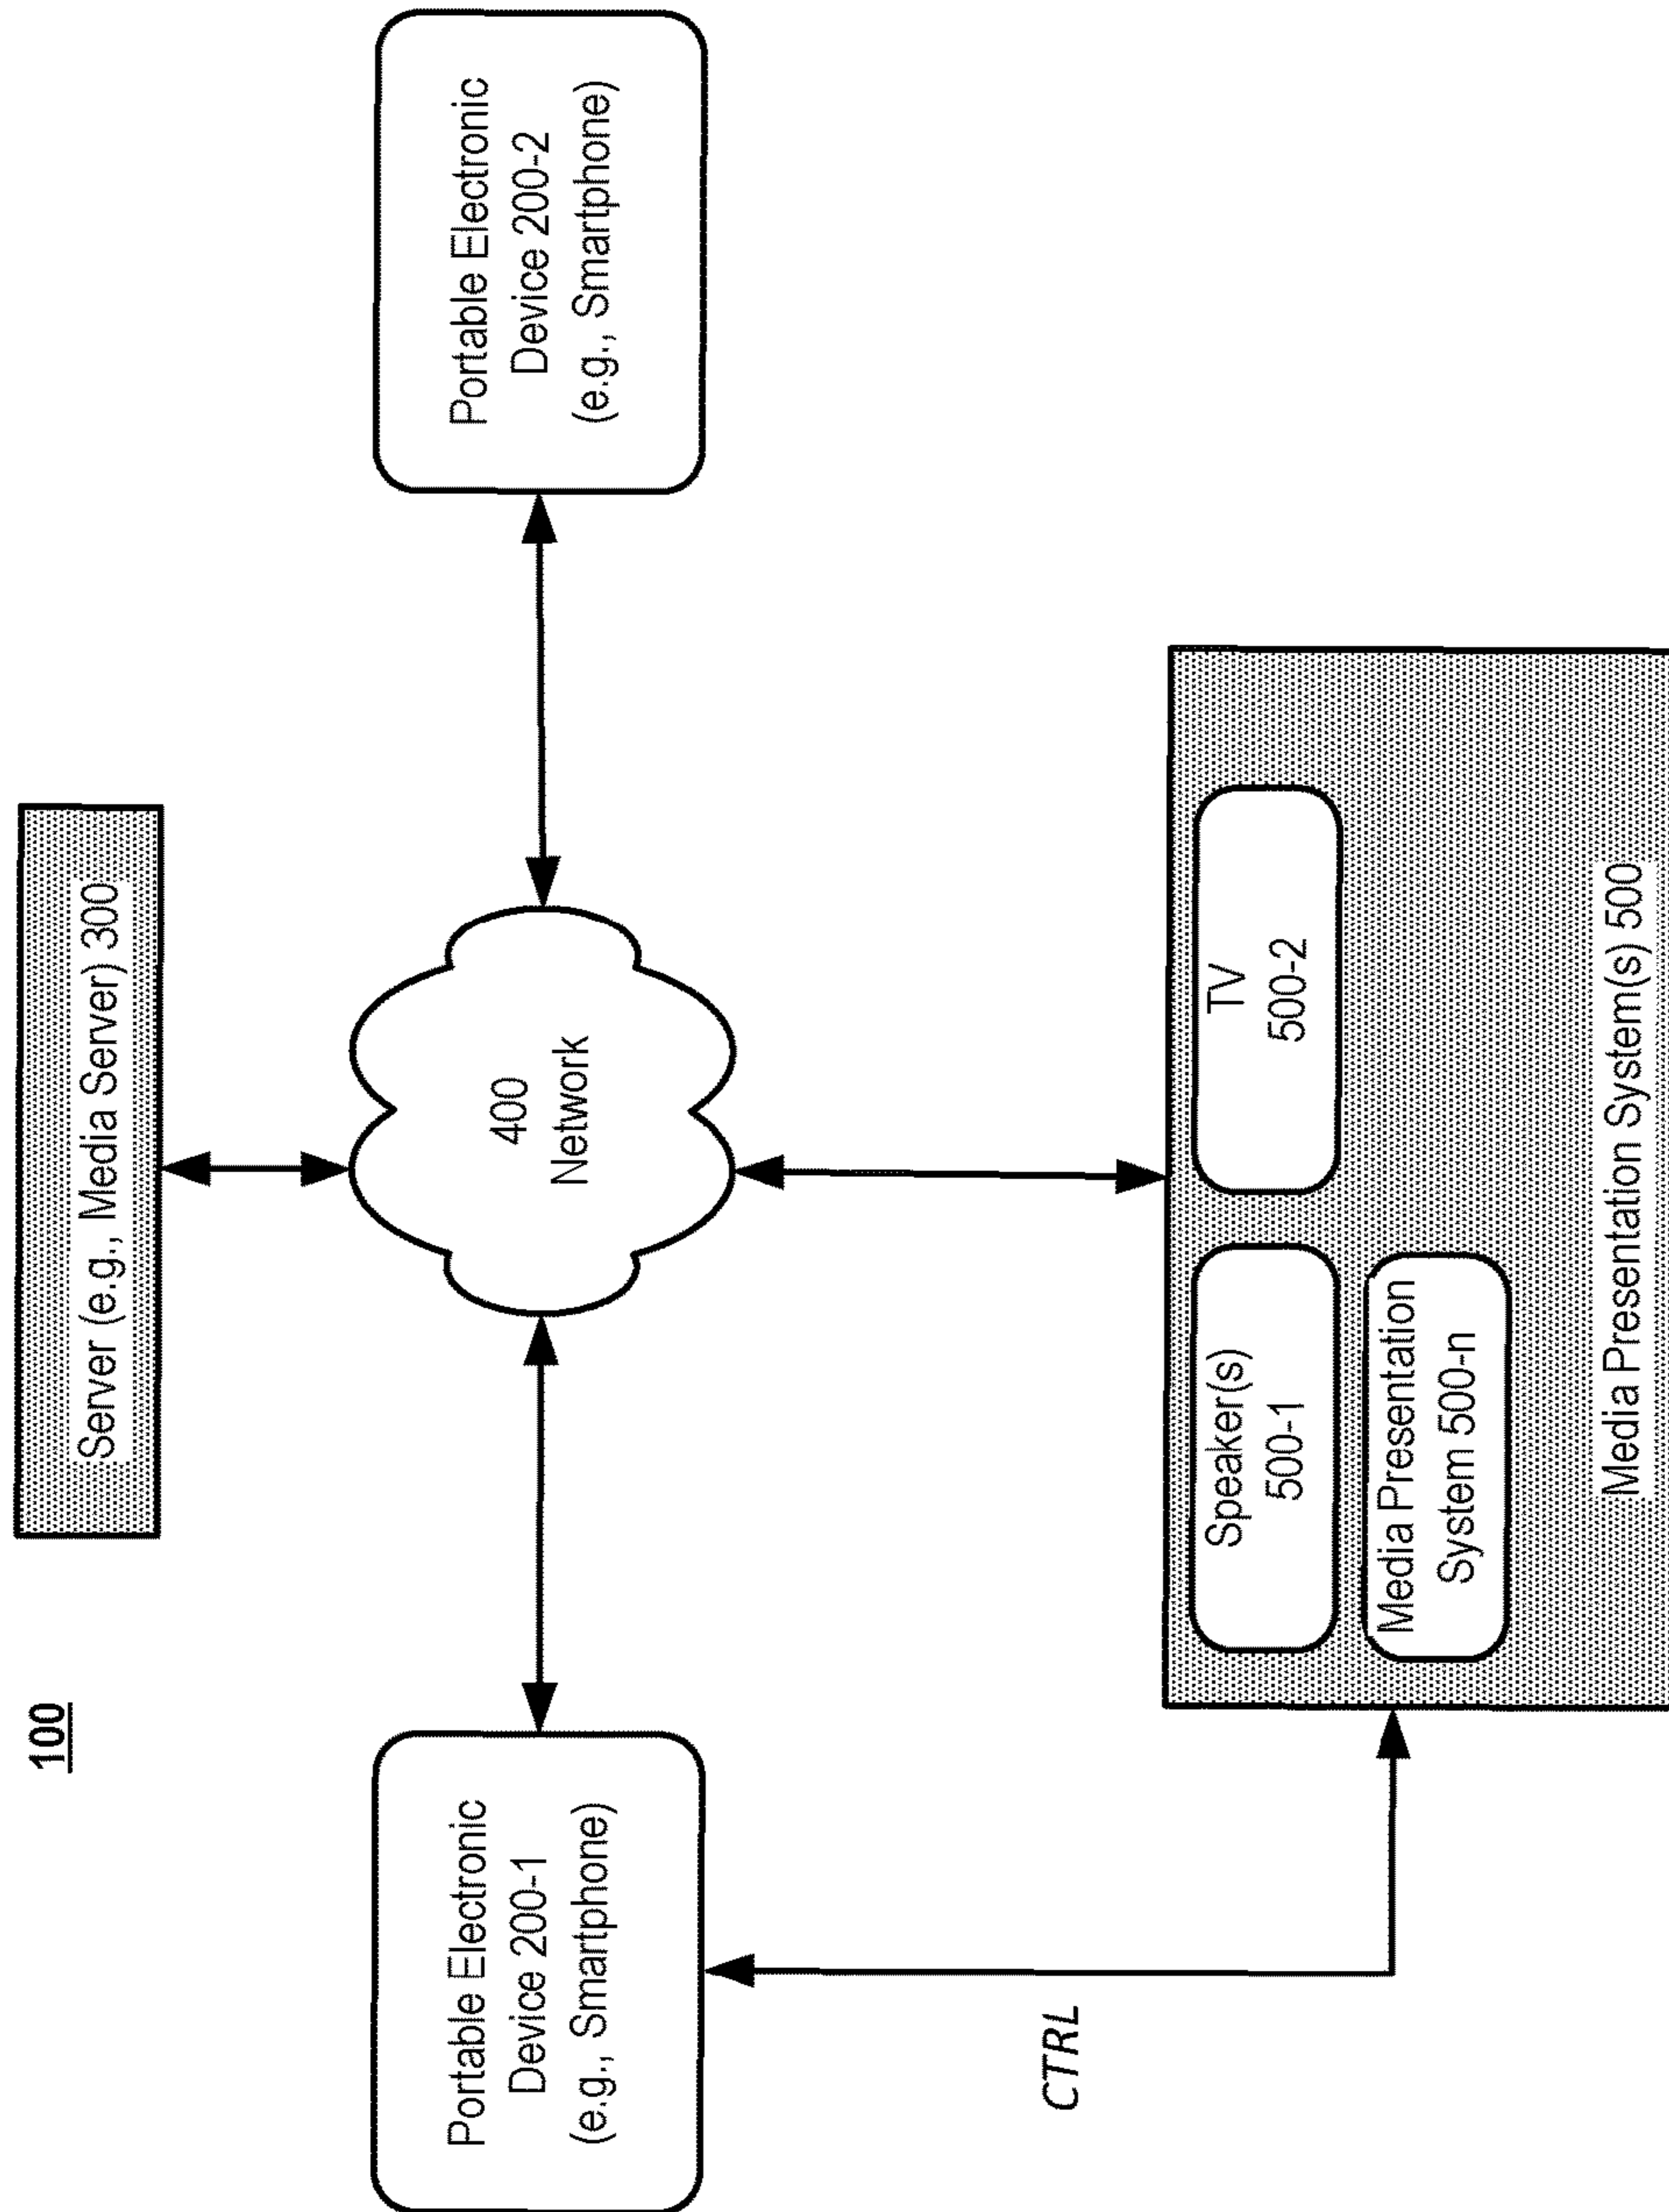 100
Server (e.g., Media Server) 300
Portable Electronic
Device 200-1
(e.g., Smartphone)
400
Network
Portable Electronic
Device 200-2
(e.g., Smartphone)
CTRL
Speaker(s)
500-1
TV
500-2
Media Presentation
System 500-n
Media Presentation System(s) 500